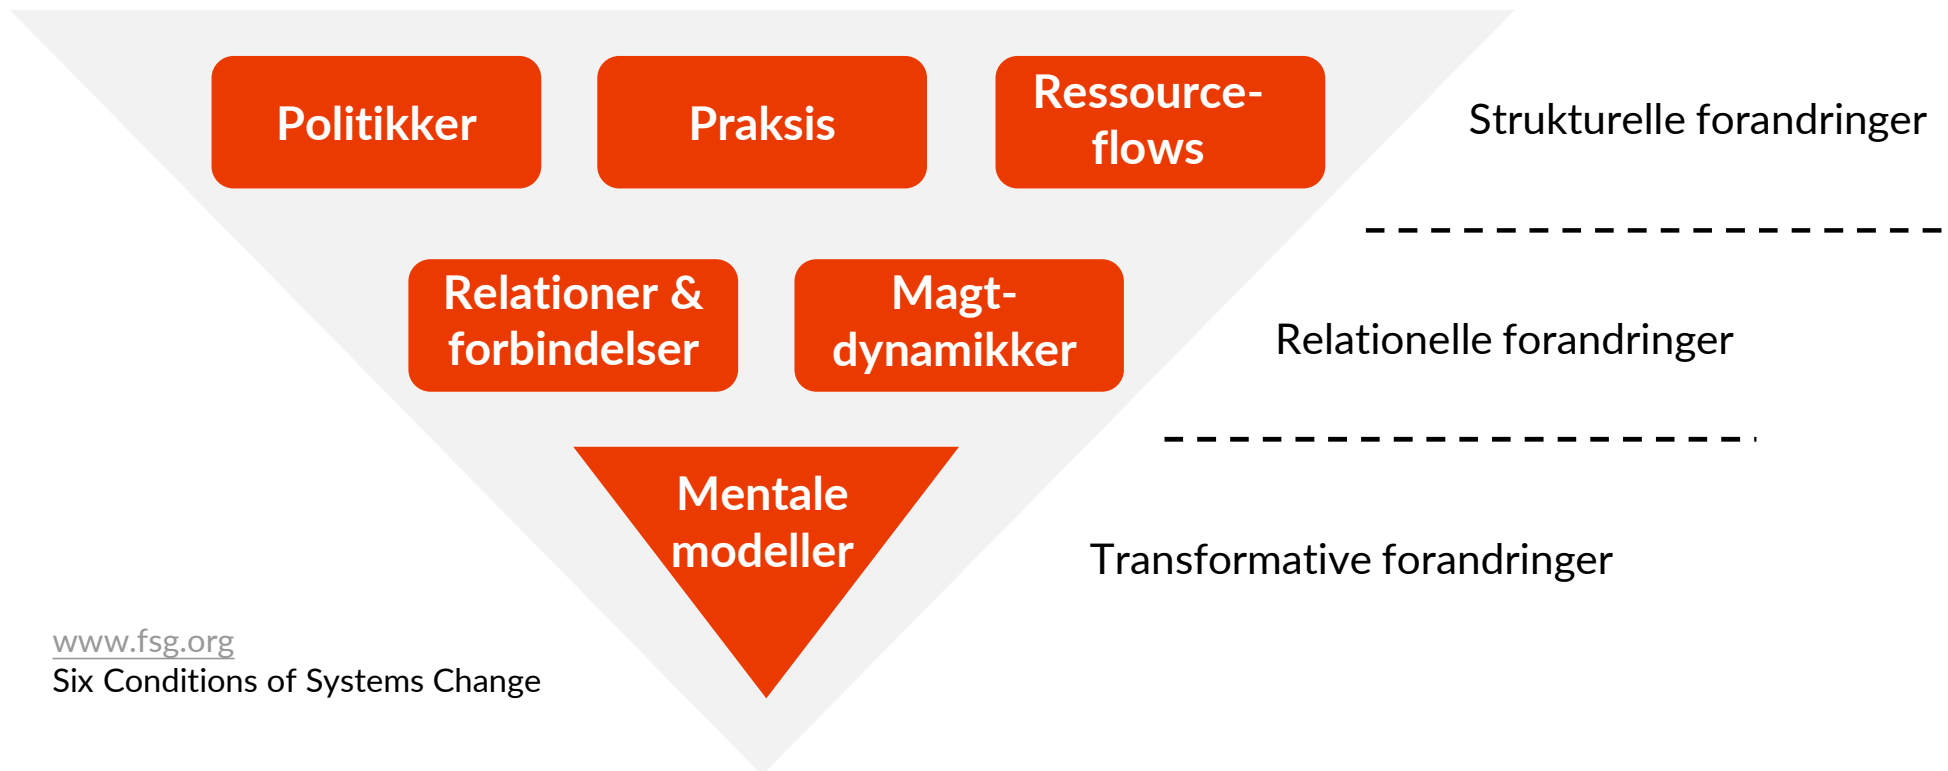 Politikker
Praksis
Ressource-
flows
Strukturelle forandringer
Relationer &
forbindelser
Magt-
dynamikker
Relationelle forandringer
Mentale
modeller
Transformative forandringer
www.fsg.org
Six Conditions of Systems Change